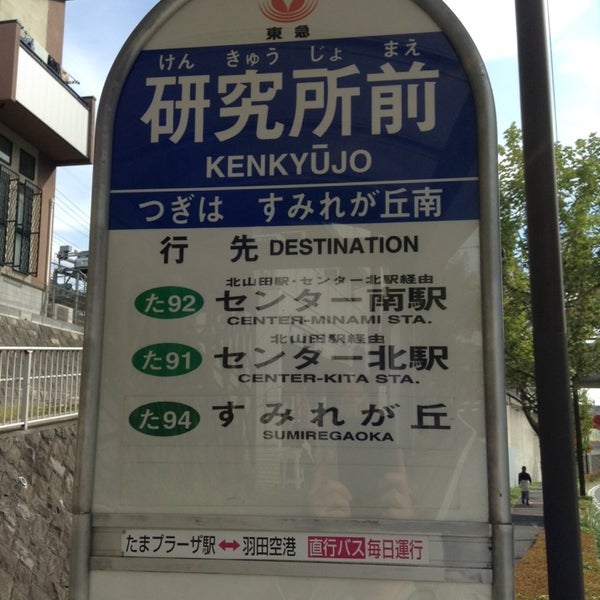 東急
けん きゅう じょ まえ
研究所前
KENKYŪJO
つぎは すみれが丘南
行先 DESTINATION
北山田駅・センター北駅経由
た92 センター南駅
CENTER-MINAMI STA.
北山田駅経由
た91 センター北駅
CENTER-KITA STA.
た94 すみれが丘
SUMIREGAOKA
たまプラーザ駅↔羽田空港 直行バス毎日運行